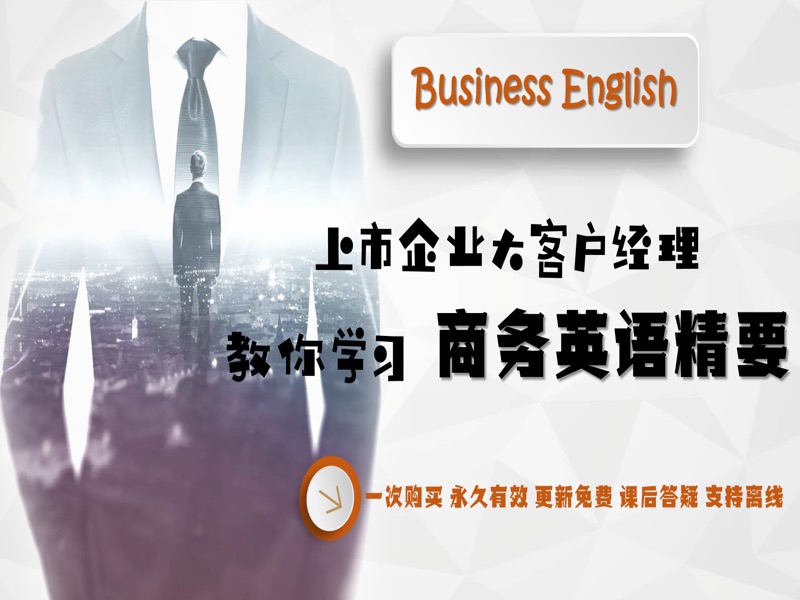 Business English
上市企业大客户经理
教你学习 商务英语精要
一次购买 永久有效 更新免费 课后答疑 支持离线